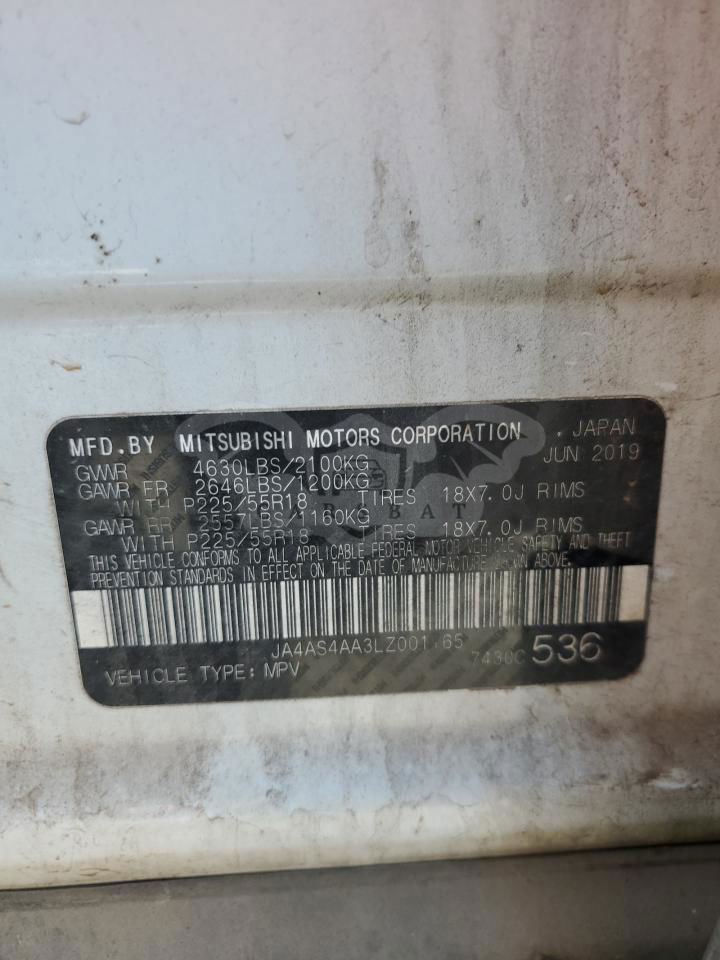 MFD.BY MITSUBISHI MOTORS CORPORATION . JAPAN
GVWR 4630LBS/2100KG JUN 2019
GAWR FR 2646LBS/1200KG
WITH P225/55R18 TIRES 18X7.0J RIMS
GAWR RR 2557LBS/1160KG
WITH P225/55R18 TIRES 18X7.0J RIMS
THIS VEHICLE CONFORMS TO ALL APPLICABLE FEDERAL MOTOR VEHICLE SAFETY AND THEFT
PREVENTION STANDARDS IN EFFECT ON THE DATE OF MANUFACTURE SHOWN ABOVE.
7430C 536
VEHICLE TYPE: MPV